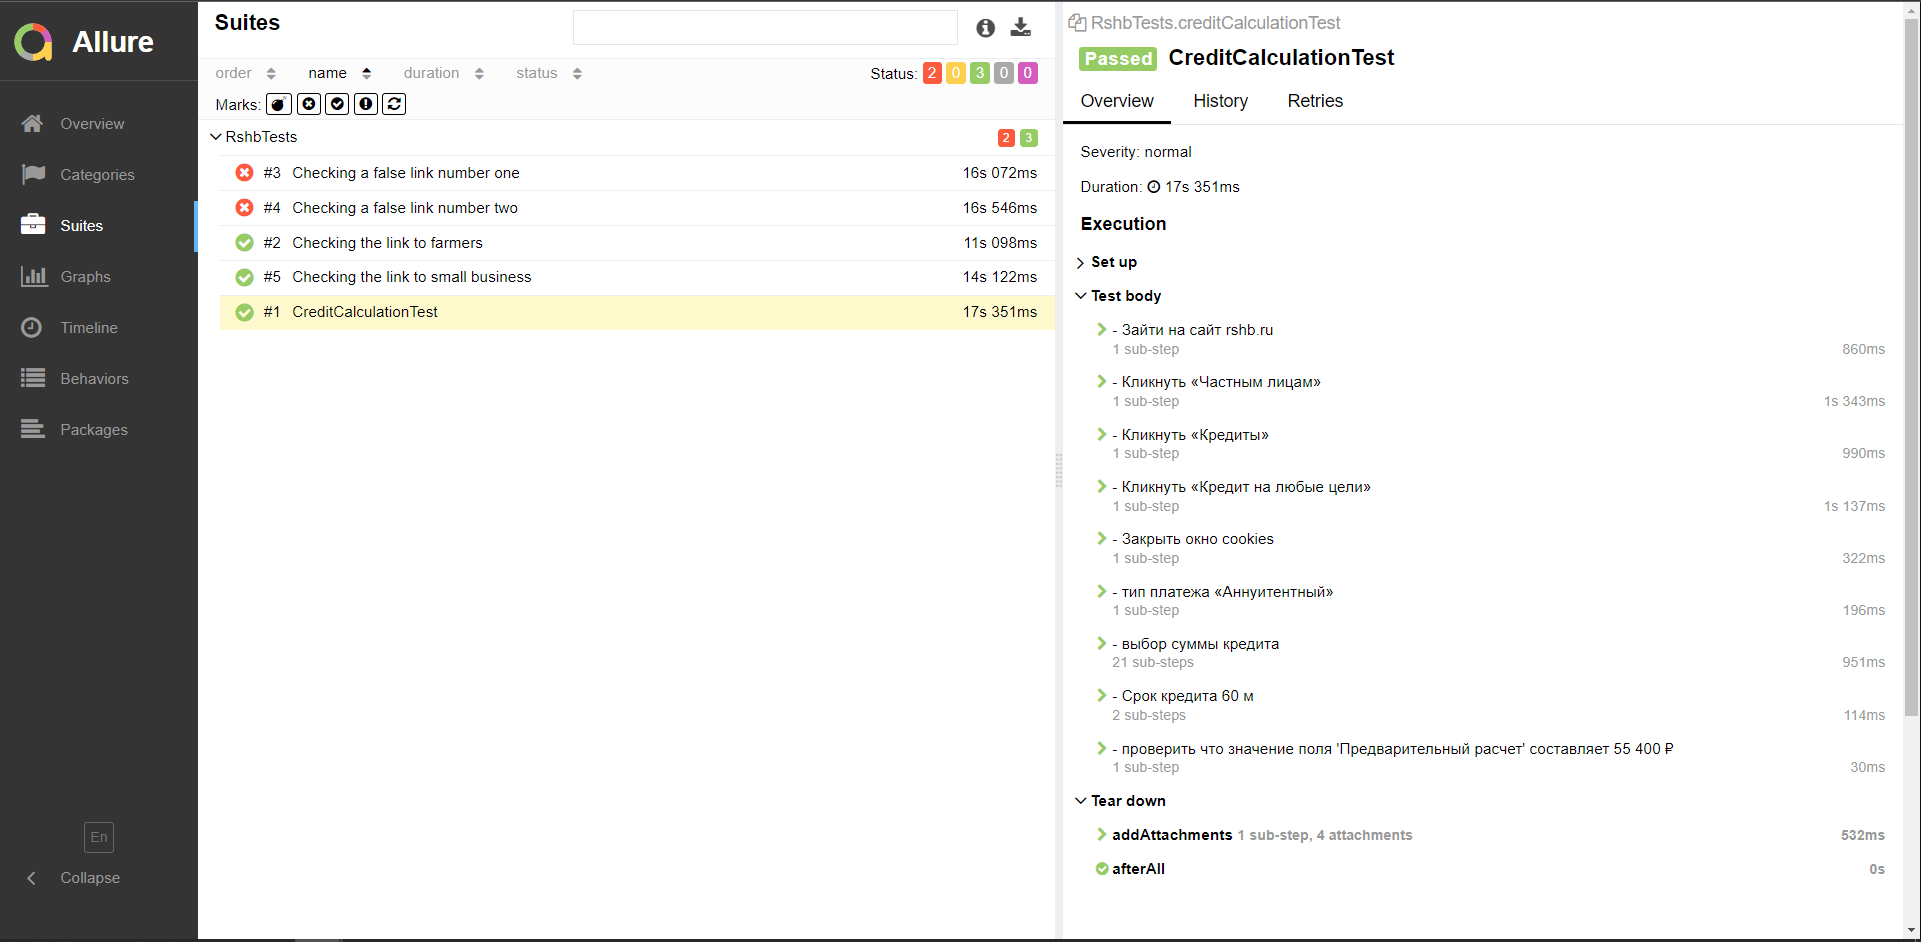 Allure
Overview
Categories
Suites
Graphs
Timeline
Behaviors
Packages
En
Collapse
Suites
order name duration status
Status: 2 0 3 0 0
Marks:
RshbTests 2 3
#3 Checking a false link number one 16s 072ms
#4 Checking a false link number two 16s 546ms
#2 Checking the link to farmers 11s 098ms
#5 Checking the link to small business 14s 122ms
#1 CreditCalculationTest 17s 351ms
RshbTests.creditCalculationTest
Passed CreditCalculationTest
Overview History Retries
Severity: normal
Duration: 17s 351ms
Execution
Set up
Test body
- Зайти на сайт rshb.ru
1 sub-step 860ms
- Кликнуть «Частным лицам»
1 sub-step 1s 343ms
- Кликнуть «Кредиты»
1 sub-step 990ms
- Кликнуть «Кредит на любые цели»
1 sub-step 1s 137ms
- Закрыть окно cookies
1 sub-step 322ms
- тип платежа «Аннуитентный»
1 sub-step 196ms
- выбор суммы кредита
21 sub-steps 951ms
- Срок кредита 60 м
2 sub-steps 114ms
- проверить что значение поля 'Предварительный расчет' составляет 55 400 ₽
1 sub-step 30ms
Tear down
addAttachments 1 sub-step, 4 attachments 532ms
afterAll 0s